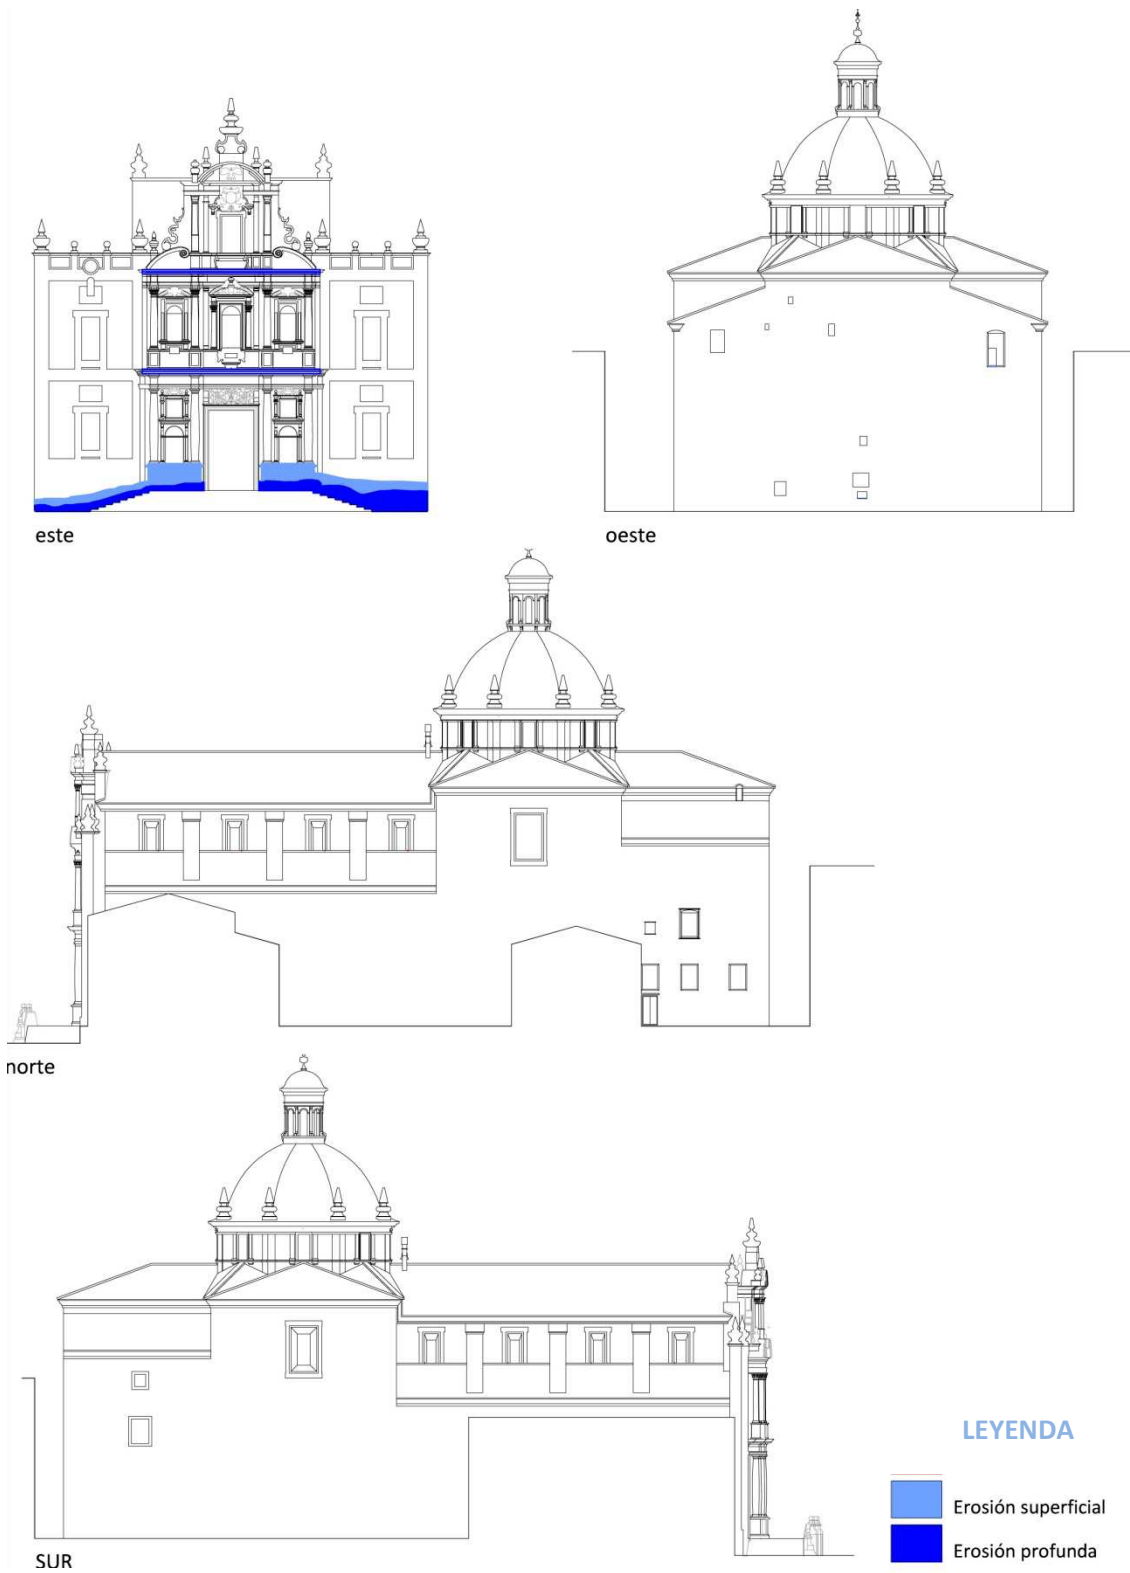 este
oeste
norte
SUR
LEYENDA
Erosión superficial
Erosión profunda